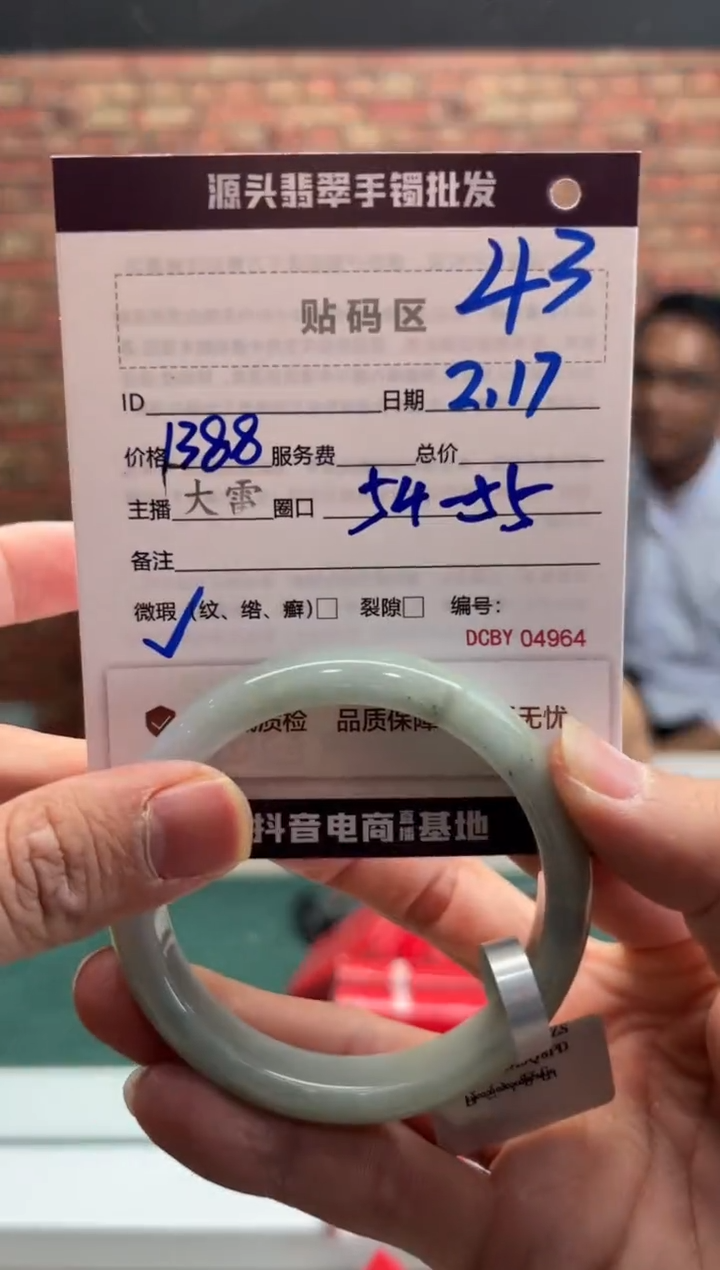 源头翡翠手镯批发
43
贴码区
ID 日期 2.17
价格 1388 服务费 总价
主播 大雷 圈口 54-55
备注
微瑕(纹、绺、癣)□ 裂隙□ 编号:
DCBY 04964
质检 品质保障 无忧
抖音电商直播基地